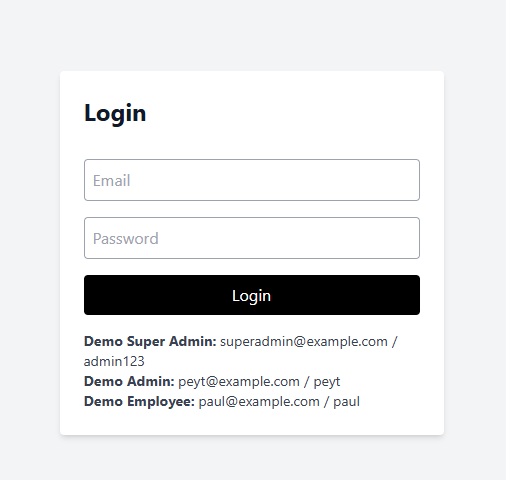 Login
Email
Password
Login
Demo Super Admin: superadmin@example.com /
admin123
Demo Admin: peyt@example.com / peyt
Demo Employee: paul@example.com / paul